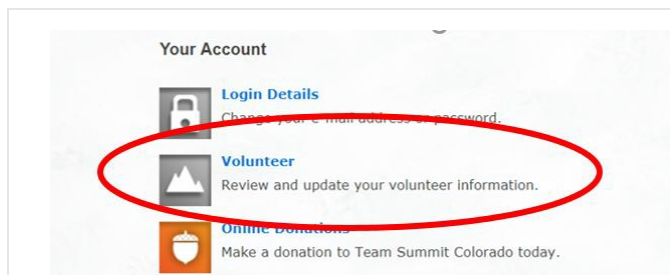 Your Account
Login Details
Change your e-mail address or password.
Volunteer
Review and update your volunteer information.
Online Donations
Make a donation to Team Summit Colorado today.